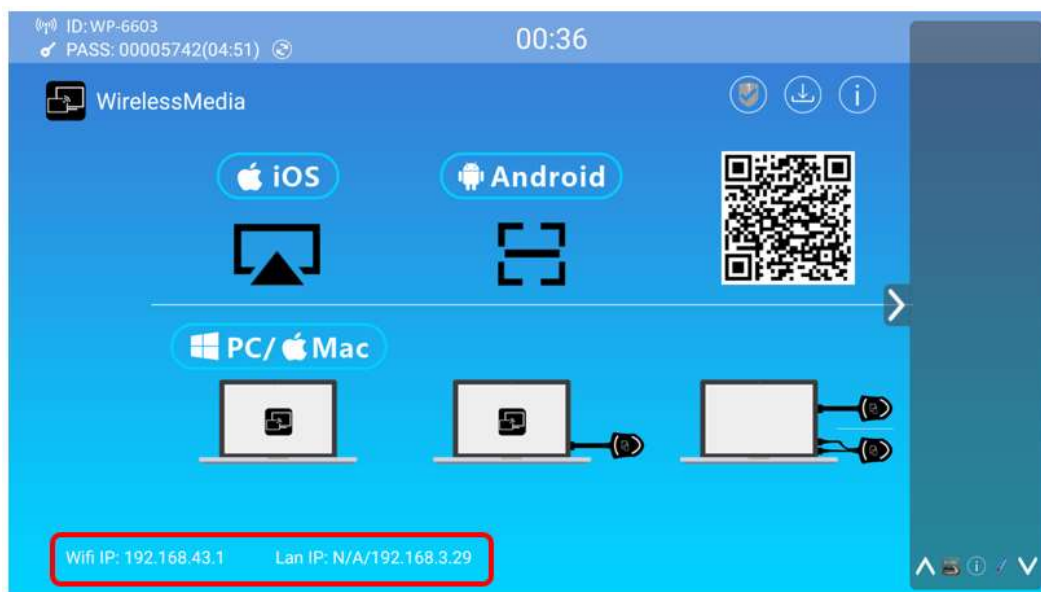 ID: WP-6603
PASS: 00005742(04:51)
00:36
WirelessMedia
iOS
Android
PC/ Mac
Wifi IP: 192.168.43.1 Lan IP: N/A/192.168.3.29